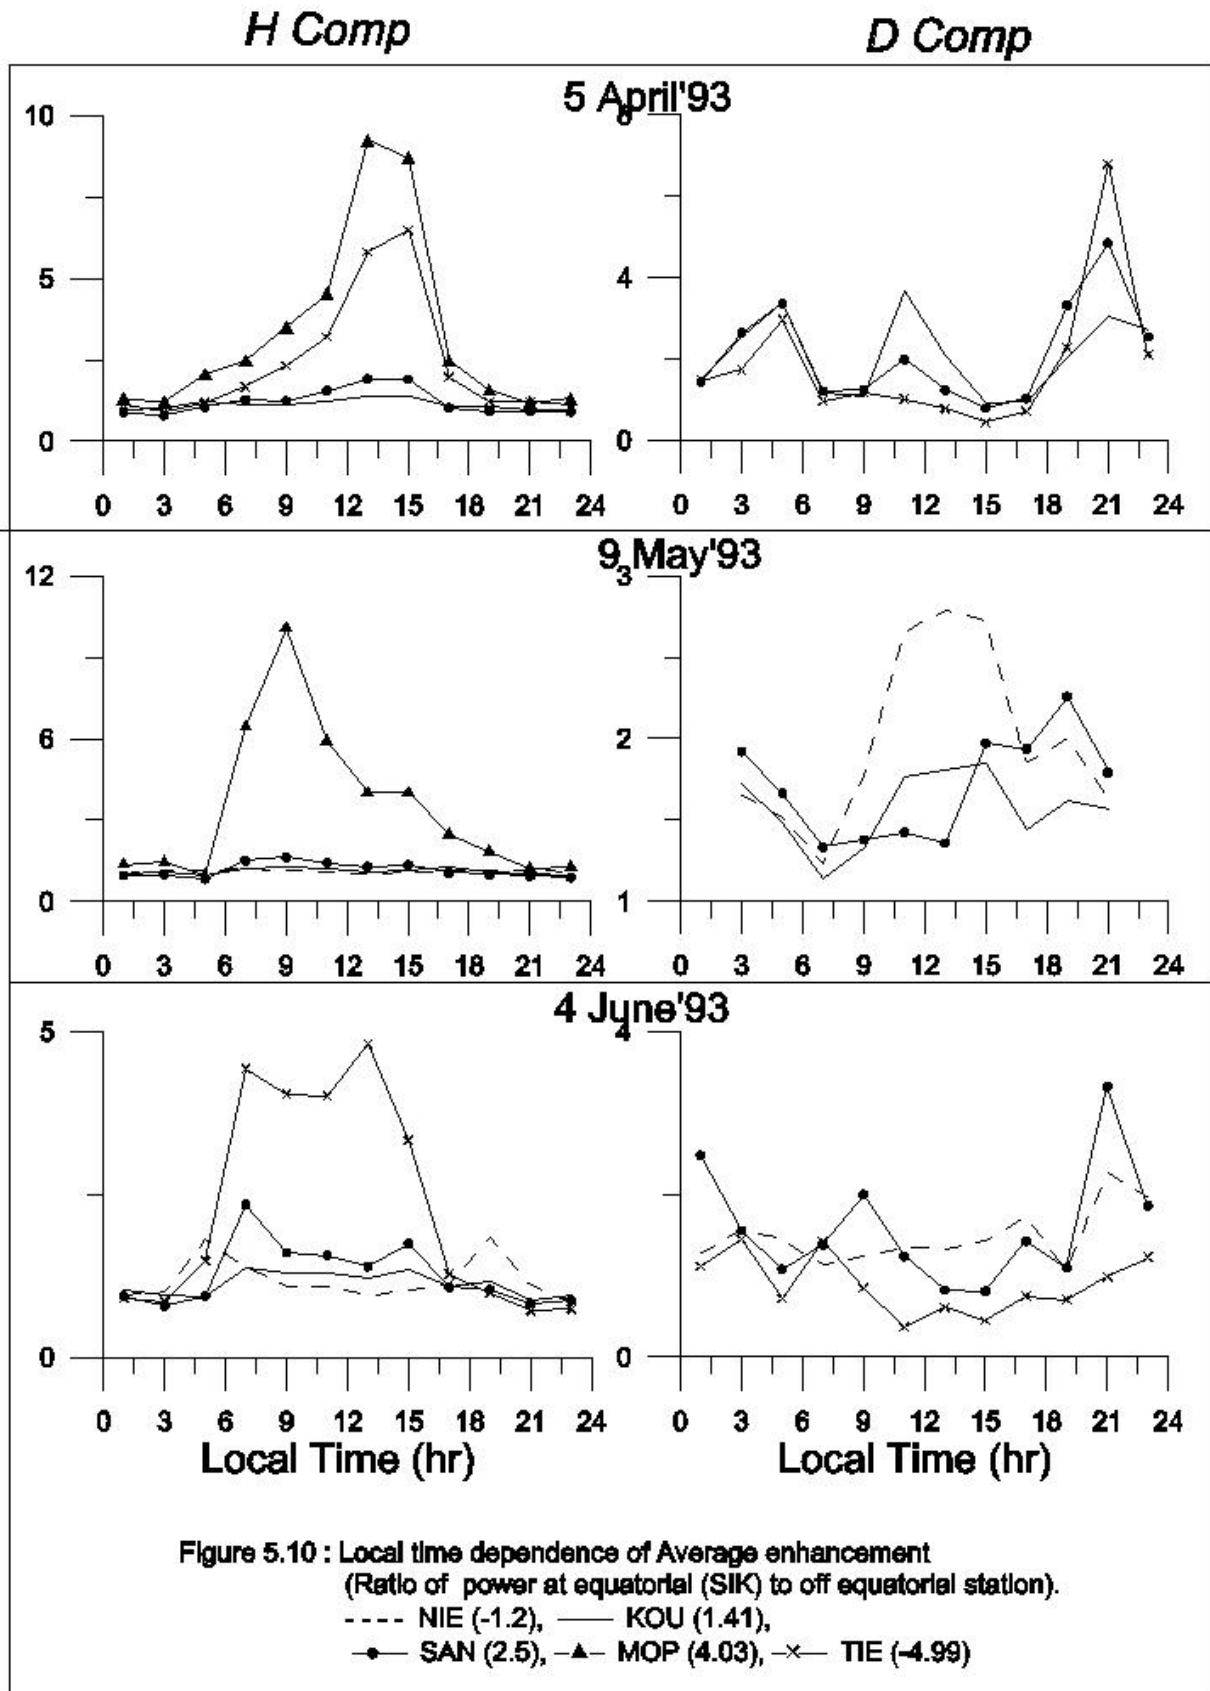 H Comp
D Comp
5 April'93
10
5
0
0 3 6 9 12 15 18 21 24
8
4
0
0 3 6 9 12 15 18 21 24
9 May'93
12
6
0
0 3 6 9 12 15 18 21 24
3
2
1
0 3 6 9 12 15 18 21 24
4 June'93
5
0
0 3 6 9 12 15 18 21 24
Local Time (hr)
4
0
0 3 6 9 12 15 18 21 24
Local Time (hr)
Figure 5.10 : Local time dependence of Average enhancement
(Ratio of power at equatorial (SIK) to off equatorial station).
NIE (-1.2), KOU (1.41),
SAN (2.5), MOP (4.03), TIE (-4.99)